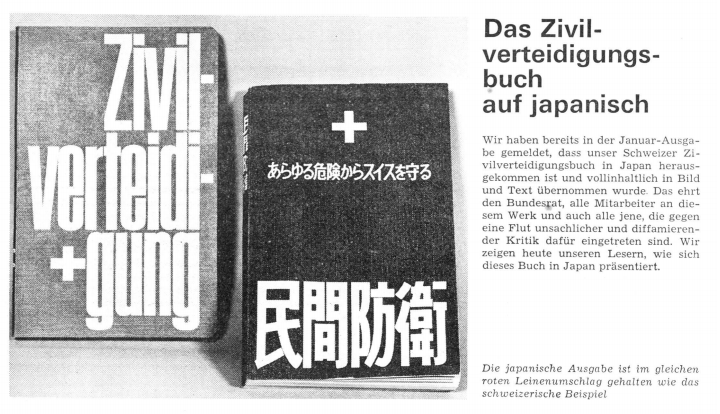 Zivil-
verteidi-
+gung
民間防衛
+
あらゆる危険からスイスを守る
民間防衛
Das Zivil-
verteidigungs-
buch
auf japanisch
Wir haben bereits in der Januar-Ausga-
be gemeldet, dass unser Schweizer Zi-
vilverteidigungsbuch in Japan heraus-
gekommen ist und vollinhaltlich in Bild
und Text übernommen wurde. Das ehrt
den Bundesrat, alle Mitarbeiter an die-
sem Werk und auch alle jene, die gegen
eine Flut unsachlicher und diffamieren-
der Kritik dafür eingetreten sind. Wir
zeigen heute unseren Lesern, wie sich
dieses Buch in Japan präsentiert.
Die japanische Ausgabe ist im gleichen
roten Leinenumschlag gehalten wie das
schweizerische Beispiel